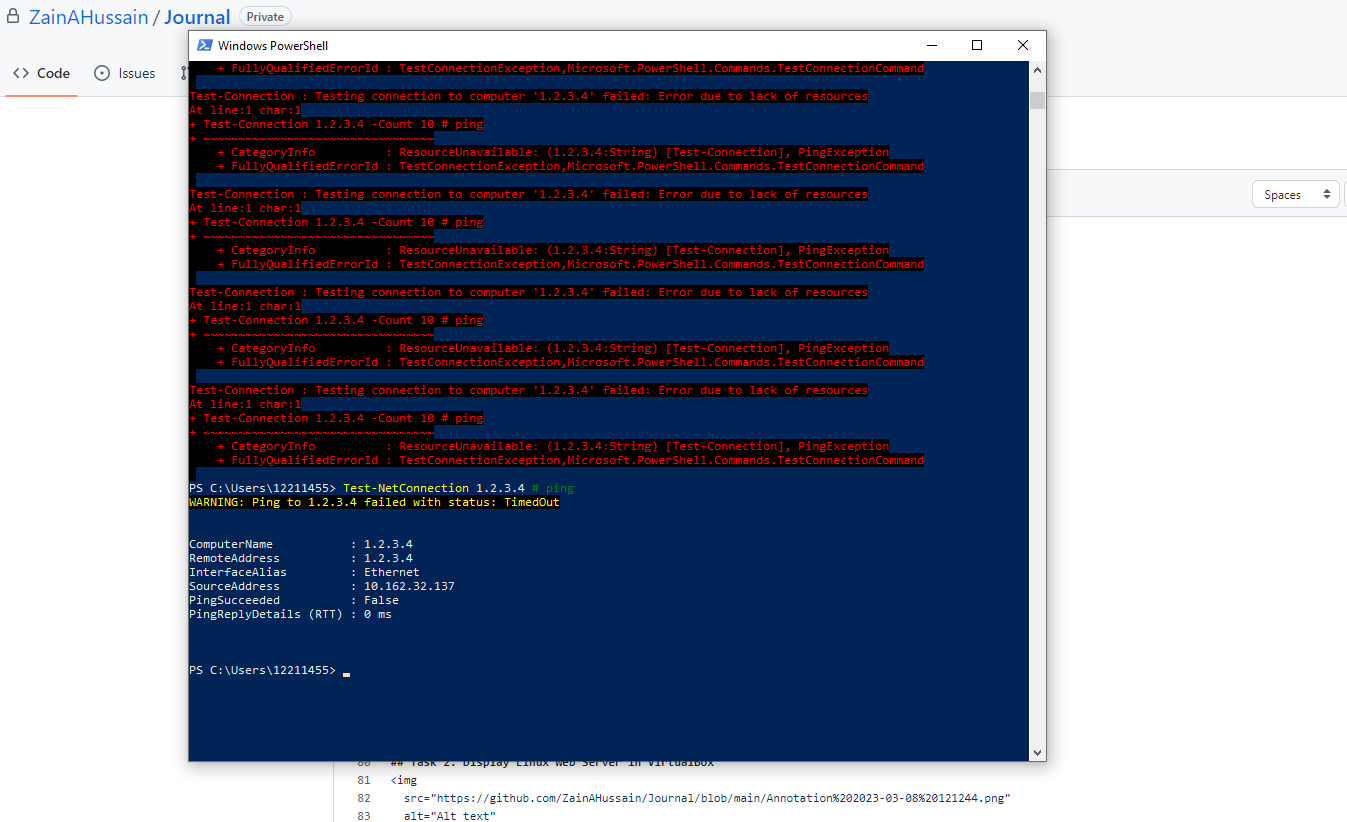 ZainAHussain / Journal Private
Windows PowerShell
<> Code Issues
+ FullyQualifiedErrorId : TestConnectionException,Microsoft.PowerShell.Commands.TestConnectionCommand
Test-Connection : Testing connection to computer '1.2.3.4' failed: Error due to lack of resources
At line:1 char:1
+ Test-Connection 1.2.3.4 -Count 10 # ping
+ ~~~~~~~~~~~~~~~~~~~~~~~~~~~~~~~~~
+ CategoryInfo : ResourceUnavailable: (1.2.3.4:String) [Test-Connection], PingException
+ FullyQualifiedErrorId : TestConnectionException,Microsoft.PowerShell.Commands.TestConnectionCommand
Test-Connection : Testing connection to computer '1.2.3.4' failed: Error due to lack of resources
At line:1 char:1
+ Test-Connection 1.2.3.4 -Count 10 # ping
+ ~~~~~~~~~~~~~~~~~~~~~~~~~~~~~~~~~
+ CategoryInfo : ResourceUnavailable: (1.2.3.4:String) [Test-Connection], PingException
+ FullyQualifiedErrorId : TestConnectionException,Microsoft.PowerShell.Commands.TestConnectionCommand
Test-Connection : Testing connection to computer '1.2.3.4' failed: Error due to lack of resources
At line:1 char:1
+ Test-Connection 1.2.3.4 -Count 10 # ping
+ ~~~~~~~~~~~~~~~~~~~~~~~~~~~~~~~~~
+ CategoryInfo : ResourceUnavailable: (1.2.3.4:String) [Test-Connection], PingException
+ FullyQualifiedErrorId : TestConnectionException,Microsoft.PowerShell.Commands.TestConnectionCommand
Test-Connection : Testing connection to computer '1.2.3.4' failed: Error due to lack of resources
At line:1 char:1
+ Test-Connection 1.2.3.4 -Count 10 # ping
+ ~~~~~~~~~~~~~~~~~~~~~~~~~~~~~~~~~
+ CategoryInfo : ResourceUnavailable: (1.2.3.4:String) [Test-Connection], PingException
+ FullyQualifiedErrorId : TestConnectionException,Microsoft.PowerShell.Commands.TestConnectionCommand
PS C:\Users\12211455> Test-NetConnection 1.2.3.4 # ping
WARNING: Ping to 1.2.3.4 failed with status: TimedOut
ComputerName : 1.2.3.4
RemoteAddress : 1.2.3.4
InterfaceAlias : Ethernet
SourceAddress : 10.162.32.137
PingSucceeded : False
PingReplyDetails (RTT) : 0 ms
PS C:\Users\12211455>
Spaces
80 ## Task 2: Display Linux Web Server in VirtualBox
81 <img
82 src="https://github.com/ZainAHussain/Journal/blob/main/Annotation%202023-03-08%20121244.png"
83 alt="Alt text"